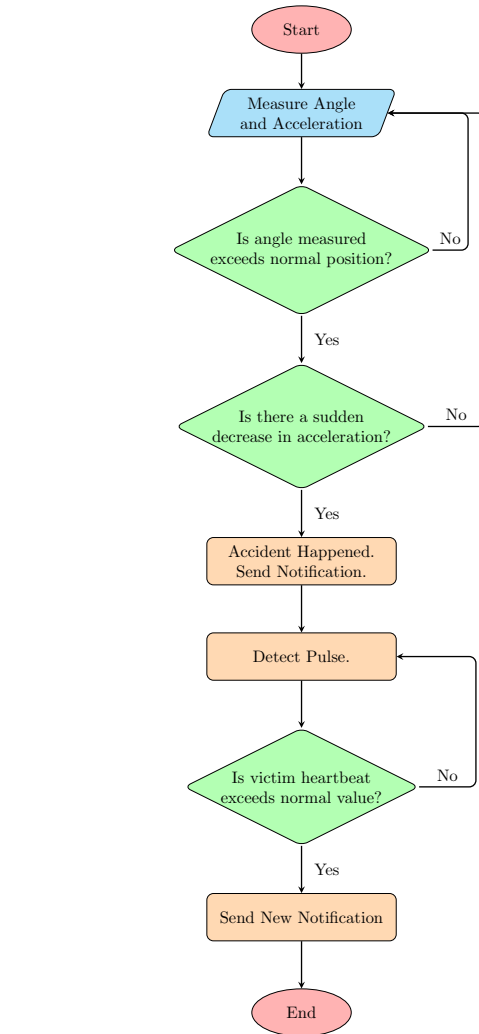 Start
Measure Angle
and Acceleration
Is angle measured
exceeds normal position?
No
Yes
Is there a sudden
decrease in acceleration?
No
Yes
Accident Happened.
Send Notification.
Detect Pulse.
Is victim heartbeat
exceeds normal value?
No
Yes
Send New Notification
End